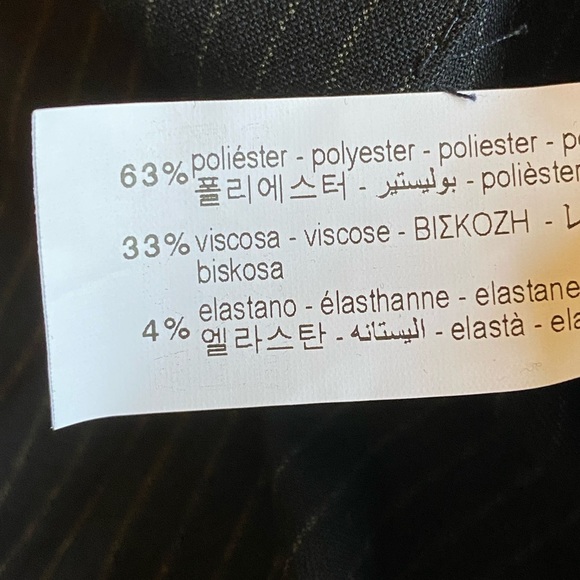 63% poliéster - polyester - poliester -
폴리에스터 - بوليستير - polièster
33% viscosa - viscose - ΒΙΣΚΟΖΗ -
biskosa
4% elastano - élasthanne - elastane
엘라스탄 - اليستانه - elastà -